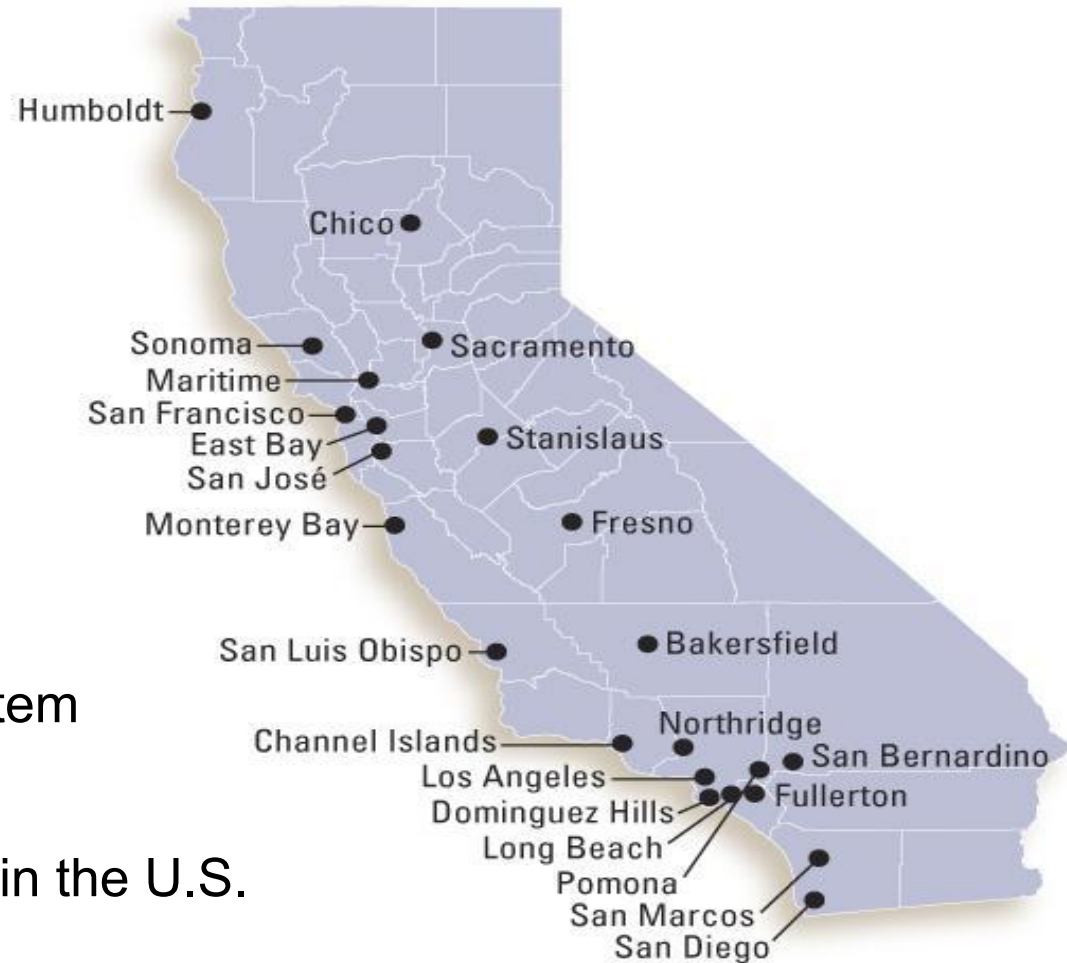 Humboldt
Chico
Sonoma
Sacramento
Maritime
San Francisco
East Bay
Stanislaus
San José
Monterey Bay
Fresno
San Luis Obispo
Bakersfield
tem
Northridge
Channel Islands
San Bernardino
Los Angeles
Fullerton
Dominguez Hills
Long Beach
in the U.S.
Pomona
San Marcos
San Diego